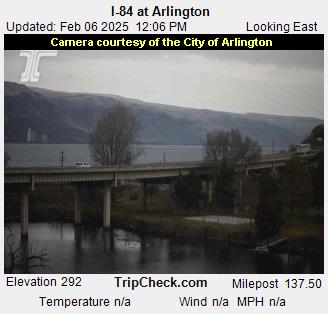 I-84 at Arlington
Updated: Feb 06 2025 12:06 PM Looking East
Camera courtesy of the City of Arlington
Elevation 292 TripCheck.com Milepost 137.50
Temperature n/a Wind n/a MPH n/a